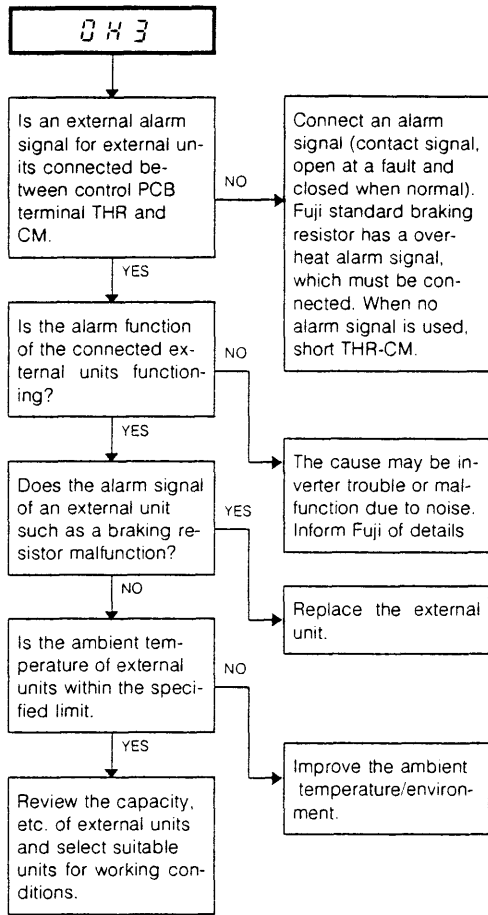 OH3
Is an external alarm
signal for external un-
its connected be-
tween control PCB
terminal THR and
CM.
NO
Connect an alarm
signal (contact signal,
open at a fault and
closed when normal).
Fuji standard braking
resistor has a over-
heat alarm signal,
which must be con-
nected. When no
alarm signal is used,
short THR-CM.
YES
Is the alarm function
of the connected ex-
ternal units function-
ing?
NO
The cause may be in-
verter trouble or mal-
function due to noise.
Inform Fuji of details
YES
Does the alarm signal
of an external unit
such as a braking re-
sistor malfunction?
YES
Replace the external
unit.
NO
Is the ambient tem-
perature of external
units within the speci-
fied limit.
NO
Improve the ambient
temperature/environ-
ment.
YES
Review the capacity,
etc. of external units
and select suitable
units for working con-
ditions.